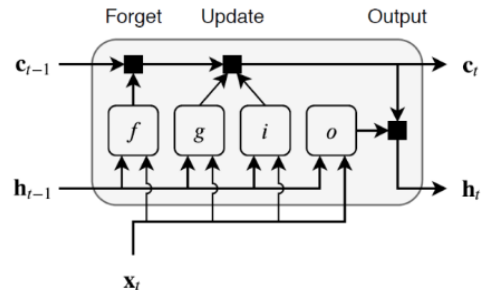 Forget Update Output
c_{t−1} c_t
f g i o
h_{t−1} h_t
x_t